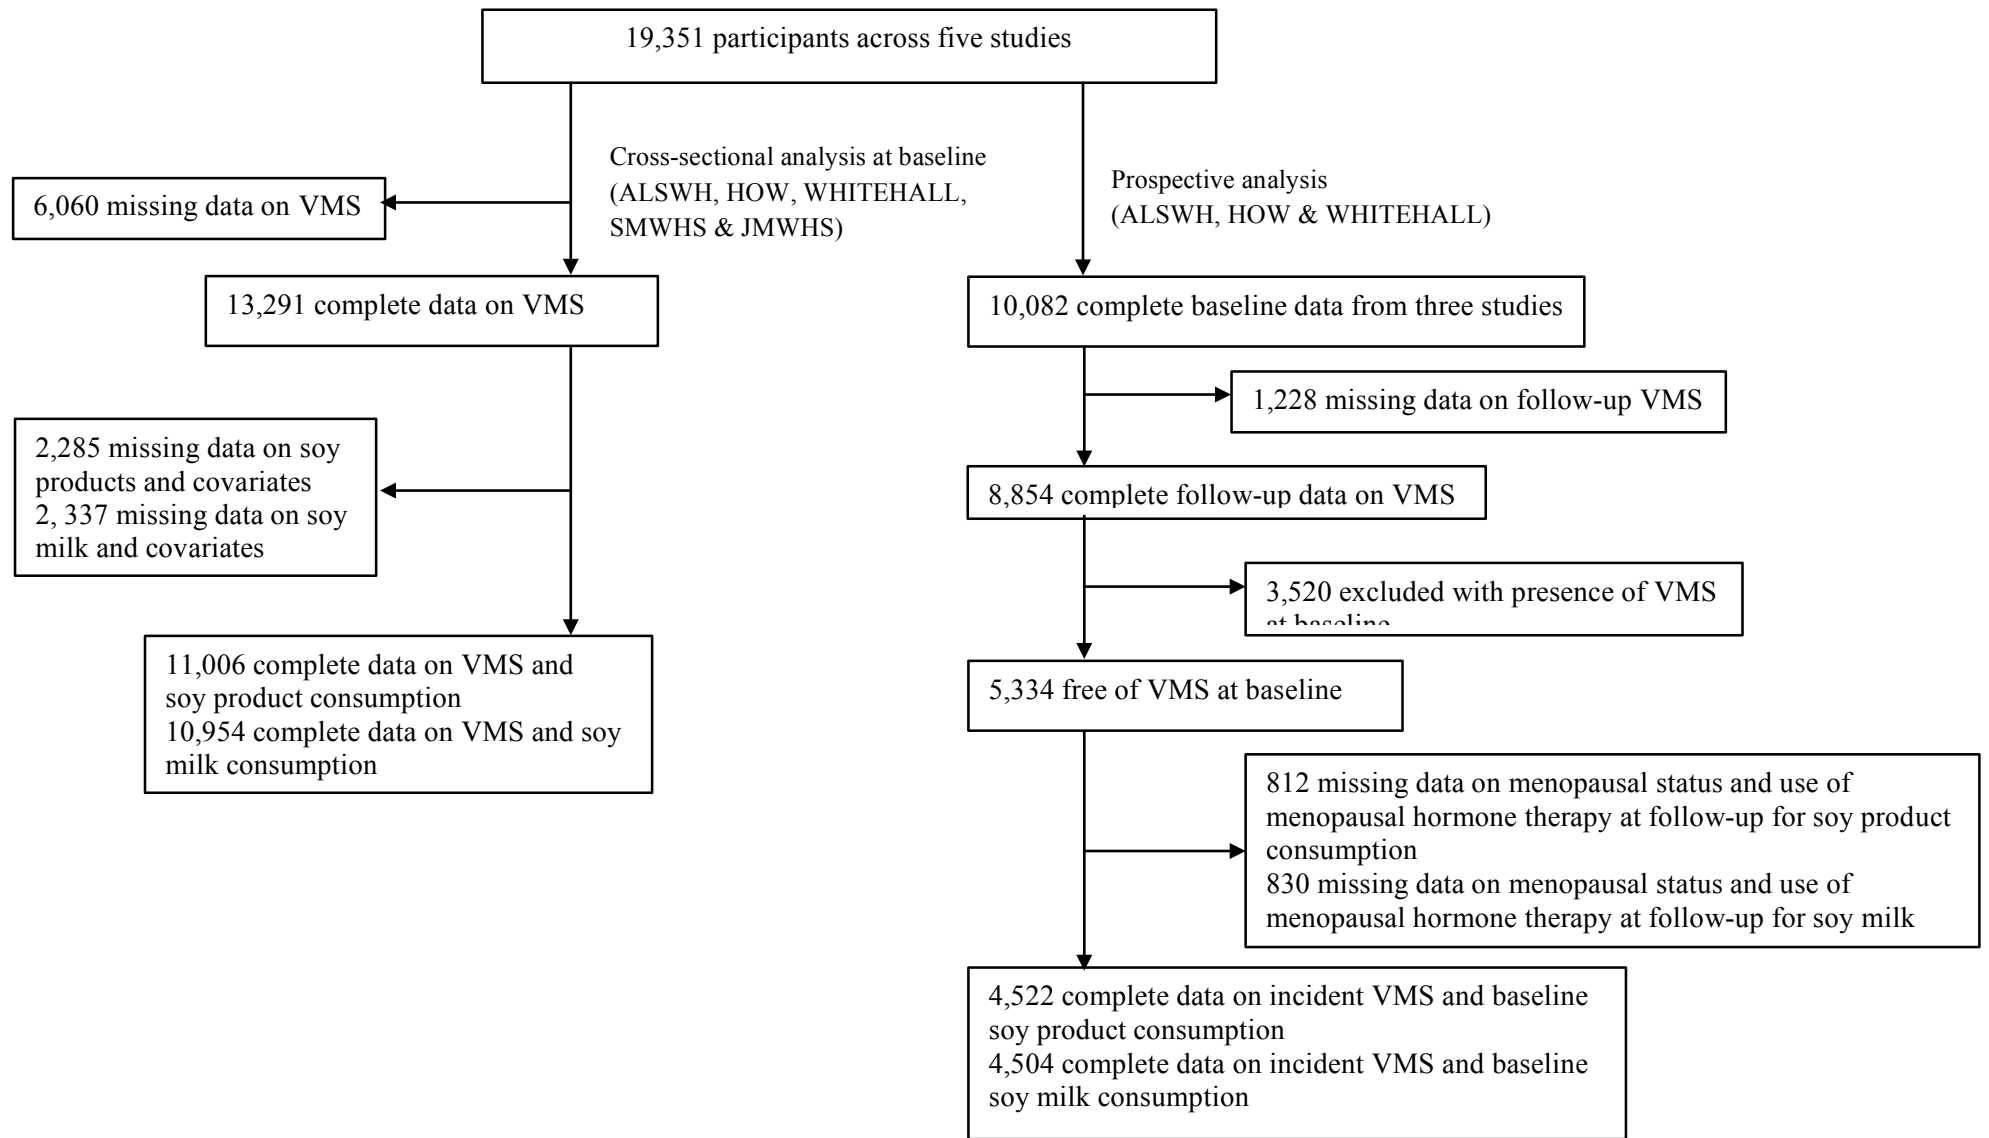 19,351 participants across five studies
Cross-sectional analysis at baseline
(ALSWH, HOW, WHITEHALL,
SMWHS & JMWHS)
Prospective analysis
(ALSWH, HOW & WHITEHALL)
6,060 missing data on VMS
13,291 complete data on VMS
10,082 complete baseline data from three studies
1,228 missing data on follow-up VMS
2,285 missing data on soy
products and covariates
2, 337 missing data on soy
milk and covariates
8,854 complete follow-up data on VMS
3,520 excluded with presence of VMS
at baseline
11,006 complete data on VMS and
soy product consumption
10,954 complete data on VMS and soy
milk consumption
5,334 free of VMS at baseline
812 missing data on menopausal status and use of
menopausal hormone therapy at follow-up for soy product
consumption
830 missing data on menopausal status and use of
menopausal hormone therapy at follow-up for soy milk
4,522 complete data on incident VMS and baseline
soy product consumption
4,504 complete data on incident VMS and baseline
soy milk consumption